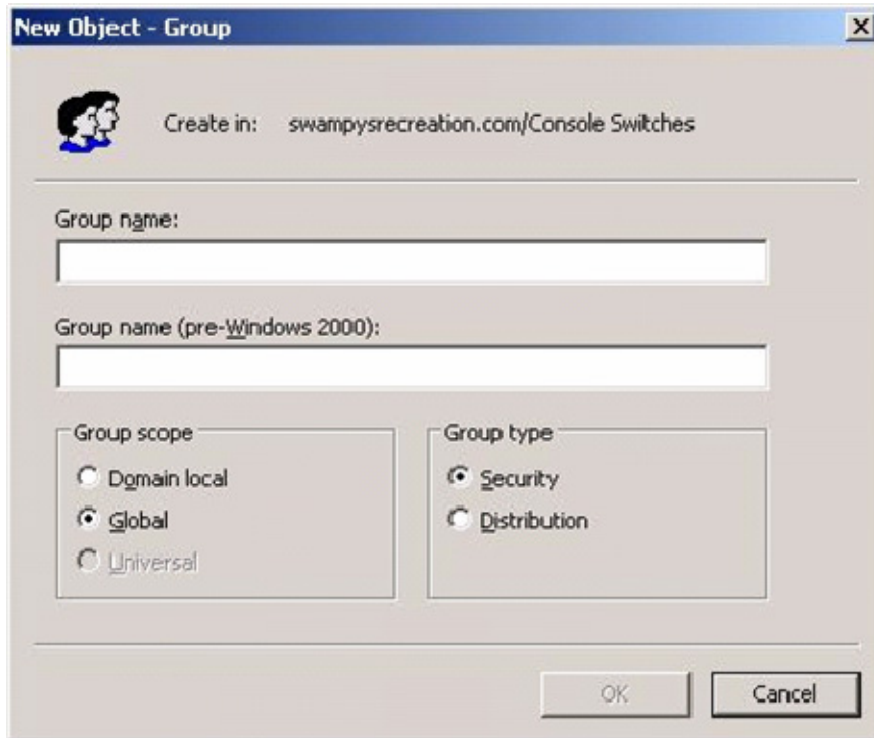 New Object - Group
Create in: swampysrecreation.com/Console Switches
Group name:
Group name (pre-Windows 2000):
Group scope
Domain local
Global
Universal
Group type
Security
Distribution
OK
Cancel